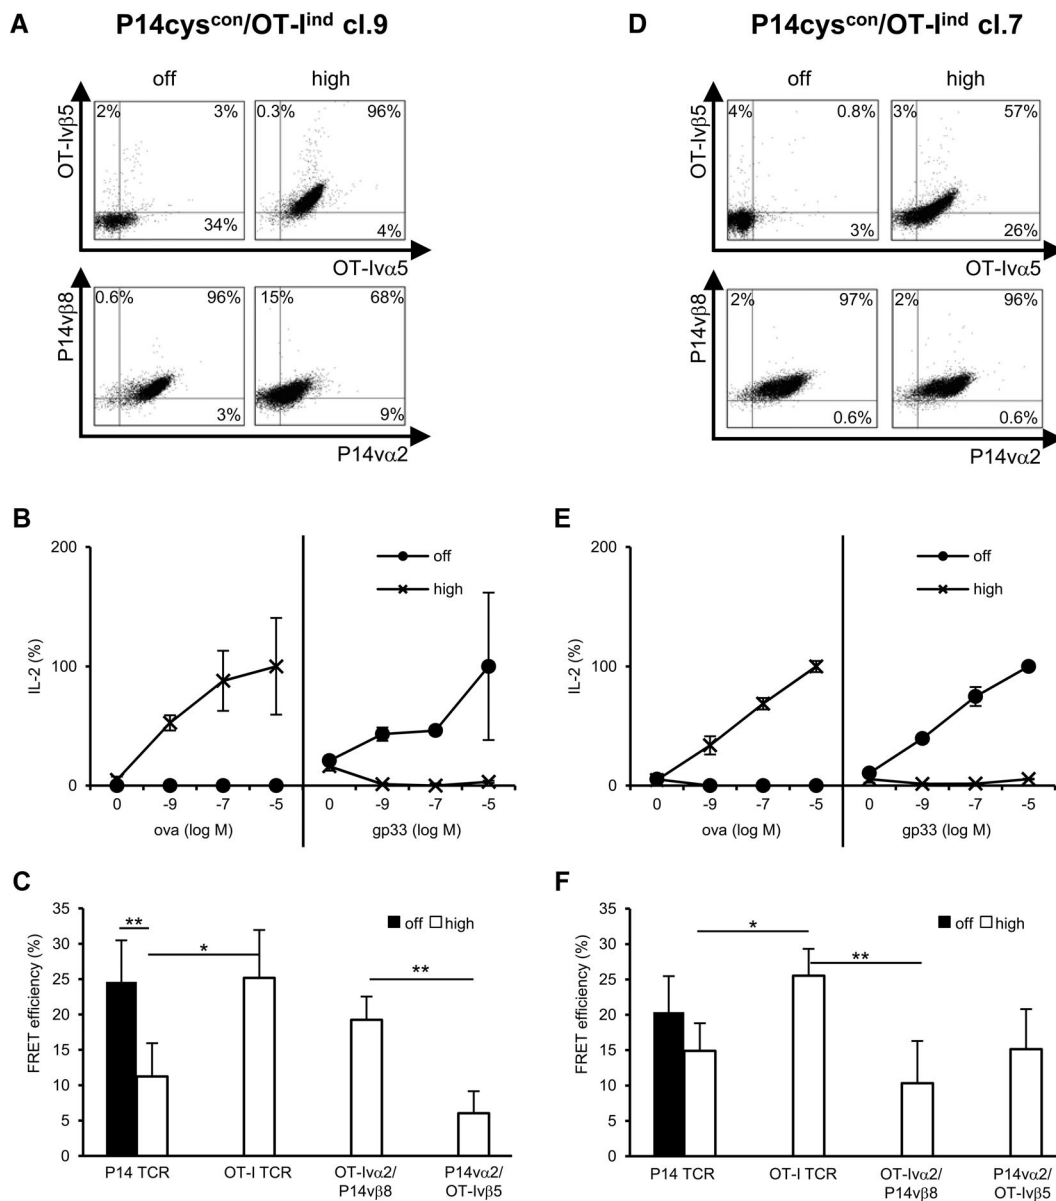 A P14cysᶜᵒⁿ/OT-Iⁱⁿᵈ cl.9
off high
OT-Ivβ5
2% 3%
34%
0.3% 96%
4%
OT-Ivα5
P14vβ8
0.6% 96%
3%
15% 68%
9%
P14vα2
D P14cysᶜᵒⁿ/OT-Iⁱⁿᵈ cl.7
off high
OT-Ivβ5
4% 0.8%
3%
3% 57%
26%
OT-Ivα5
P14vβ8
2% 97%
0.6%
2% 96%
0.6%
P14vα2
B
IL-2 (%)
200
100
0
off
high
0 -9 -7 -5 0 -9 -7 -5
ova (log M) gp33 (log M)
E
IL-2 (%)
200
100
0
off
high
0 -9 -7 -5 0 -9 -7 -5
ova (log M) gp33 (log M)
C
FRET efficiency (%)
35
30
25
20
15
10
5
0
off high
** * **
P14 TCR OT-I TCR OT-Ivα2/ P14vα2/
P14vβ8 OT-Ivβ5
F
FRET efficiency (%)
35
30
25
20
15
10
5
0
off high
* **
P14 TCR OT-I TCR OT-Ivα2/ P14vα2/
P14vβ8 OT-Ivβ5